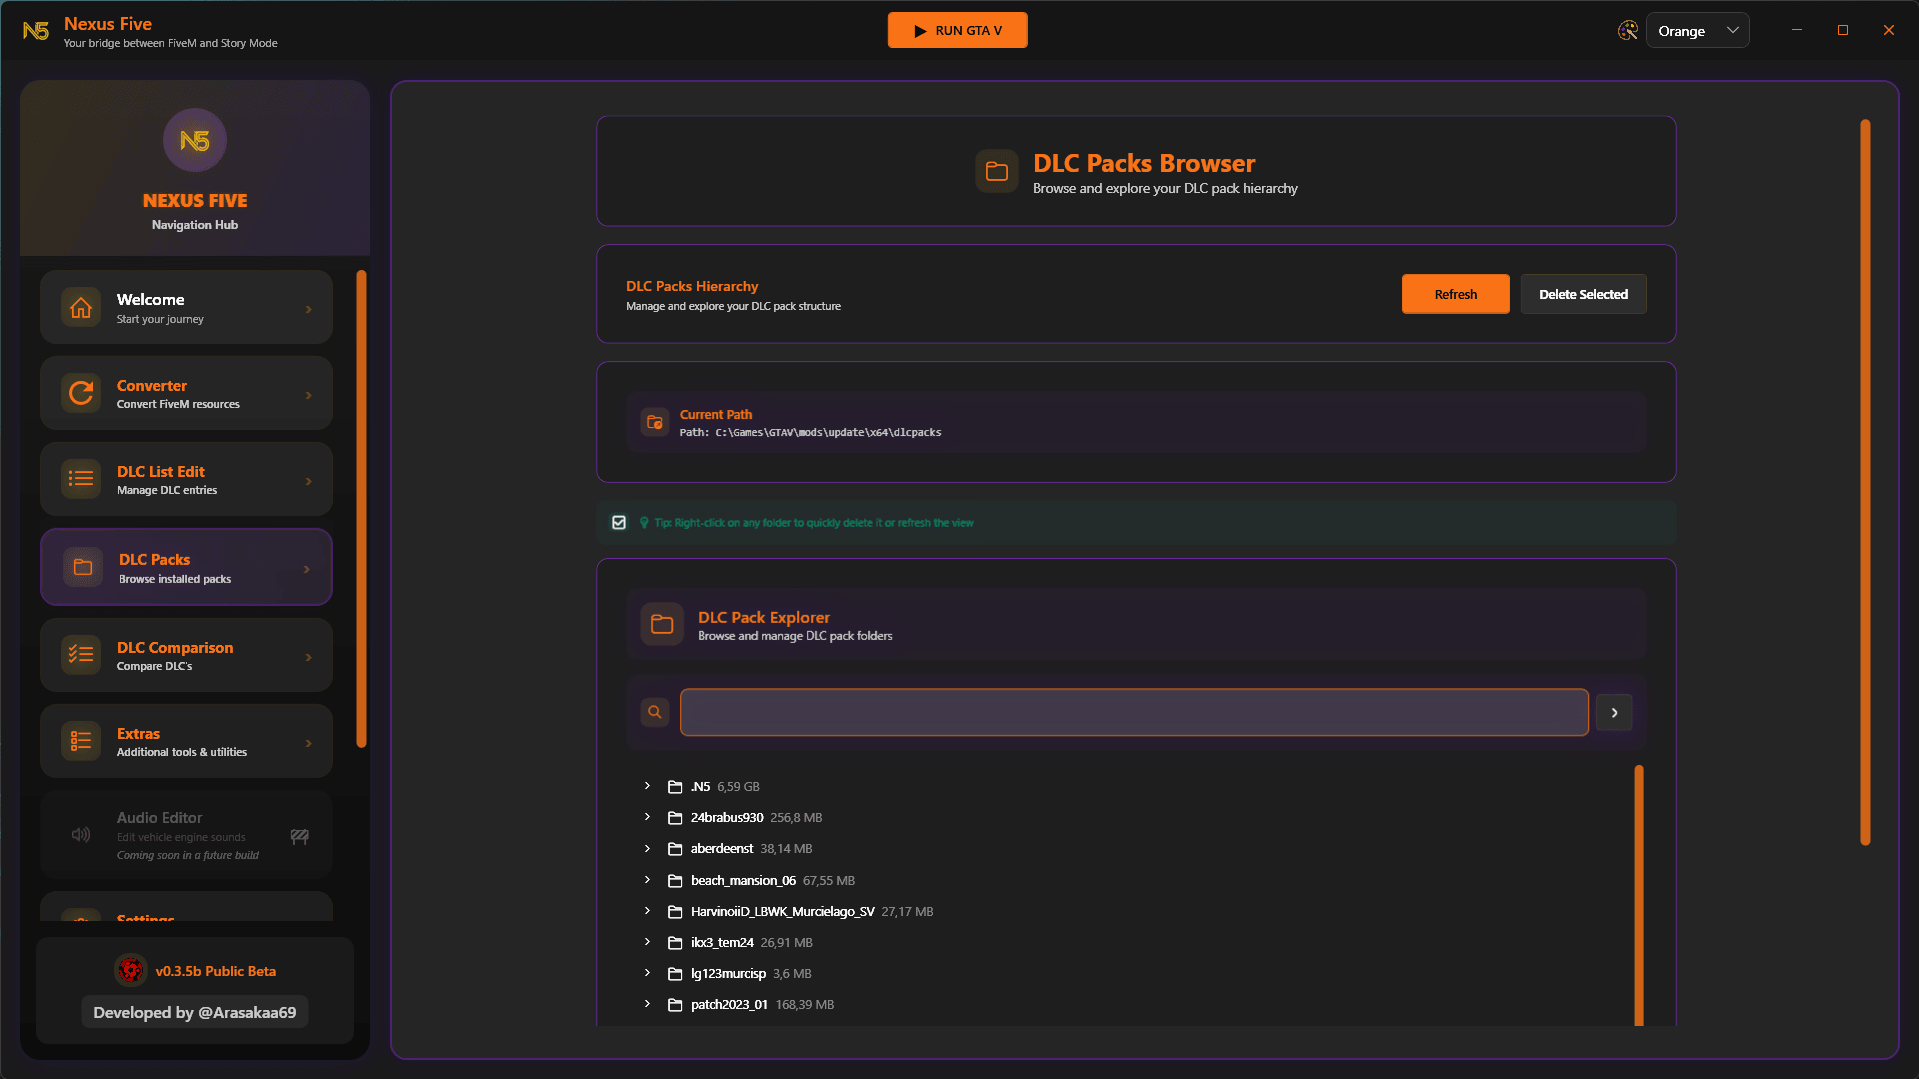 N5
Nexus Five
Your bridge between FiveM and Story Mode
RUN GTA V
Orange
N5
NEXUS FIVE
Navigation Hub
Welcome
Start your journey
Converter
Convert FiveM resources
DLC List Edit
Manage DLC entries
DLC Packs
Browse installed packs
DLC Comparison
Compare DLC's
Extras
Additional tools & utilities
Audio Editor
Edit vehicle engine sounds
Coming soon in a future build
Settings
v0.3.5b Public Beta
Developed by @Arasakaa69
DLC Packs Browser
Browse and explore your DLC pack hierarchy
DLC Packs Hierarchy
Manage and explore your DLC pack structure
Refresh
Delete Selected
Current Path
Path: C:\Games\GTAV\mods\update\x64\dlcpacks
Tip: Right-click on any folder to quickly delete it or refresh the view
DLC Pack Explorer
Browse and manage DLC pack folders
.N5 6,59 GB
24brabus930 256,8 MB
aberdeenst 38,14 MB
beach_mansion_06 67,55 MB
HarvinoiiD_LBWK_Murcielago_SV 27,17 MB
ikx3_tem24 26,91 MB
lg123murcisp 3,6 MB
patch2023_01 168,39 MB